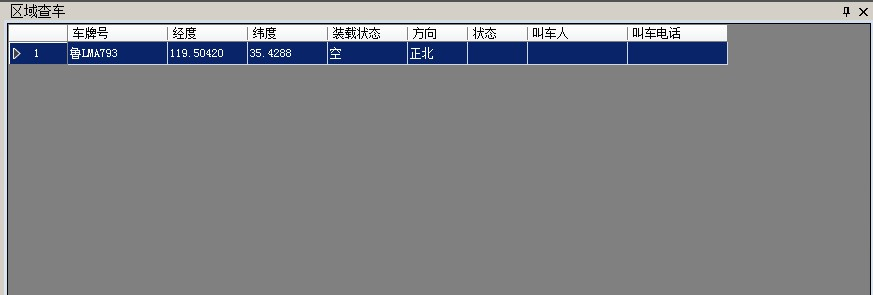 区域查车
车牌号 经度 纬度 装载状态 方向 状态 叫车人 叫车电话
1 鲁LMA793 119.50420 35.4288 空 正北